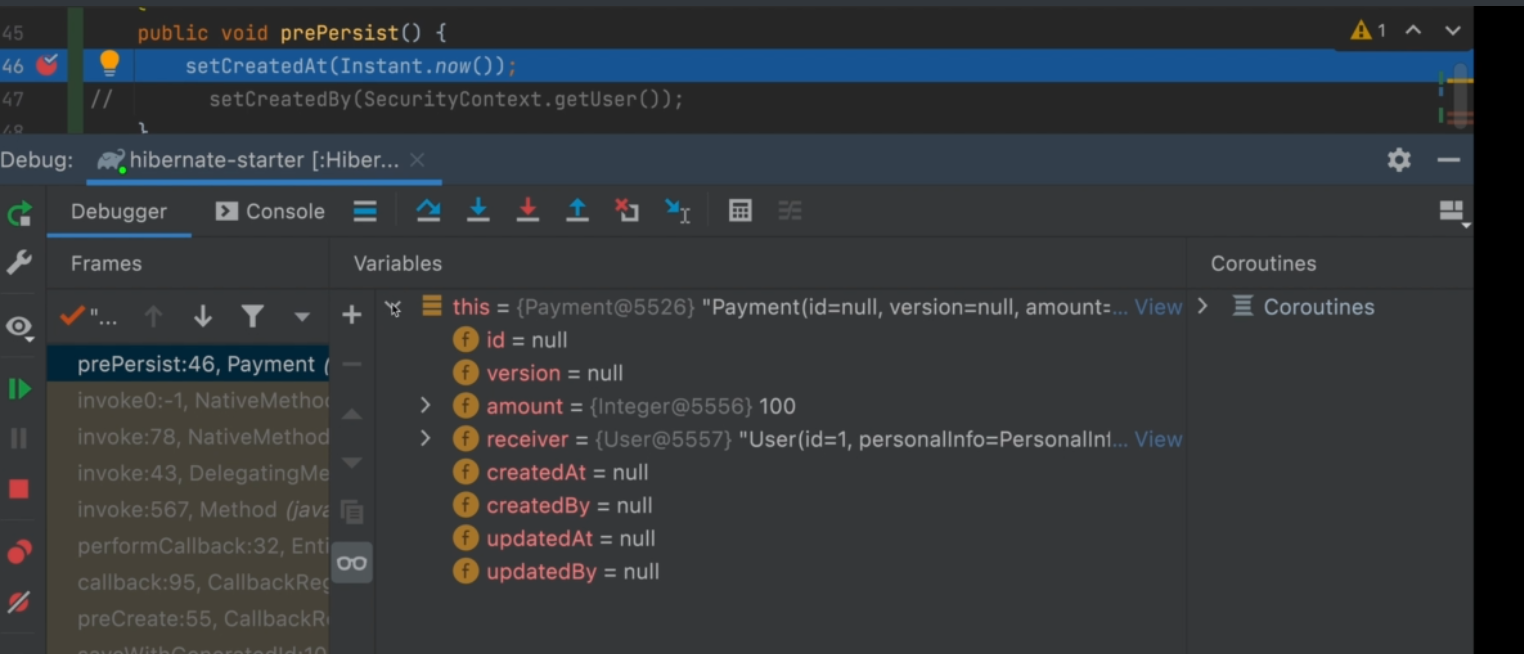 45 public void prePersist() {
46 setCreatedAt(Instant.now());
47 // setCreatedBy(SecurityContext.getUser());
48 }
1
Debug: hibernate-starter [:Hiber...
Debugger Console
Frames Variables Coroutines
"...
this = {Payment@5526} "Payment(id=null, version=null, amount=... View
Coroutines
id = null
prePersist:46, Payment (
version = null
invoke0:-1, NativeMethod
amount = {Integer@5556} 100
invoke:78, NativeMethod
receiver = {User@5557} "User(id=1, personalInfo=PersonalInf... View
invoke:43, DelegatingMe
createdAt = null
invoke:567, Method (java
createdBy = null
performCallback:32, Enti
updatedAt = null
callback:95, CallbackReg
updatedBy = null
preCreate:55, CallbackR
saveWithGeneratedId:10